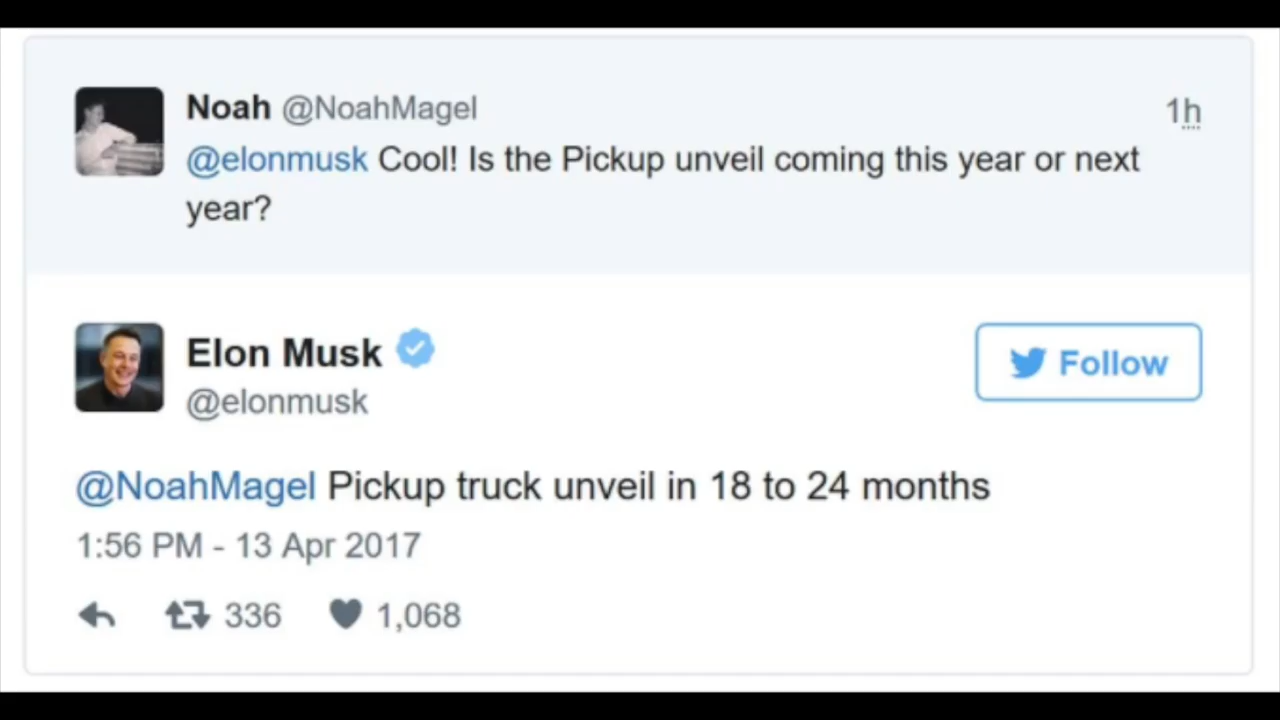 Noah @NoahMagel
1h
@elonmusk Cool! Is the Pickup unveil coming this year or next
year?
Elon Musk
@elonmusk
Follow
@NoahMagel Pickup truck unveil in 18 to 24 months
1:56 PM - 13 Apr 2017
336 1,068